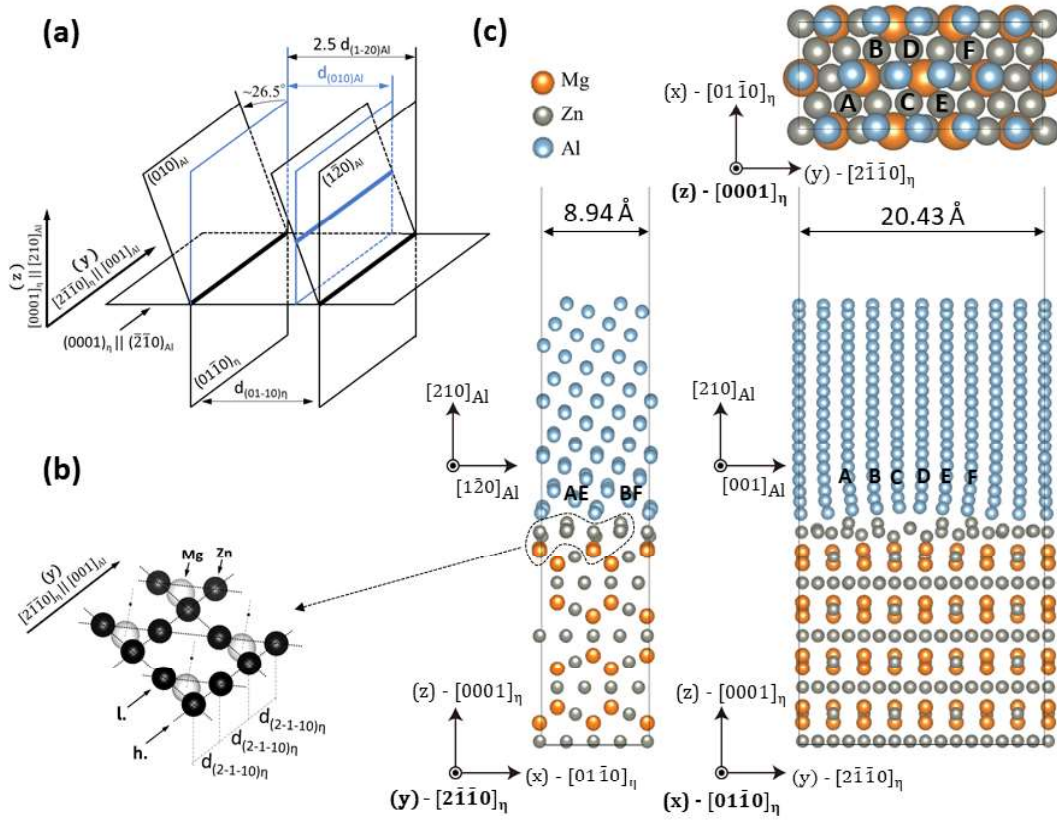 (a)
2.5 d(1-20)Al
d(010)Al
~26.5°
(010)Al
(12̄0)Al
(z)
[0001]η || [210]Al
(y)
[2̄1̄1̄0]η || [001]Al
(0001)η || (2̄1̄0)Al
(011̄0)η
d(01-10)η
(b)
(y)
[21̄1̄0]η || [001]Al
Mg
Zn
l.
h.
d(2-1-10)η
d(2-1-10)η
d(2-1-10)η
(c)
Mg
Zn
Al
(x) - [011̄0]η
(z) - [0001]η
(y) - [21̄1̄0]η
B D F
A C E
8.94 Å
20.43 Å
[210]Al
[12̄0]Al
AE BF
[210]Al
[001]Al
A B C D E F
(z) - [0001]η
(x) - [011̄0]η
(y) - [21̄1̄0]η
(z) - [0001]η
(y) - [21̄1̄0]η
(x) - [011̄0]η